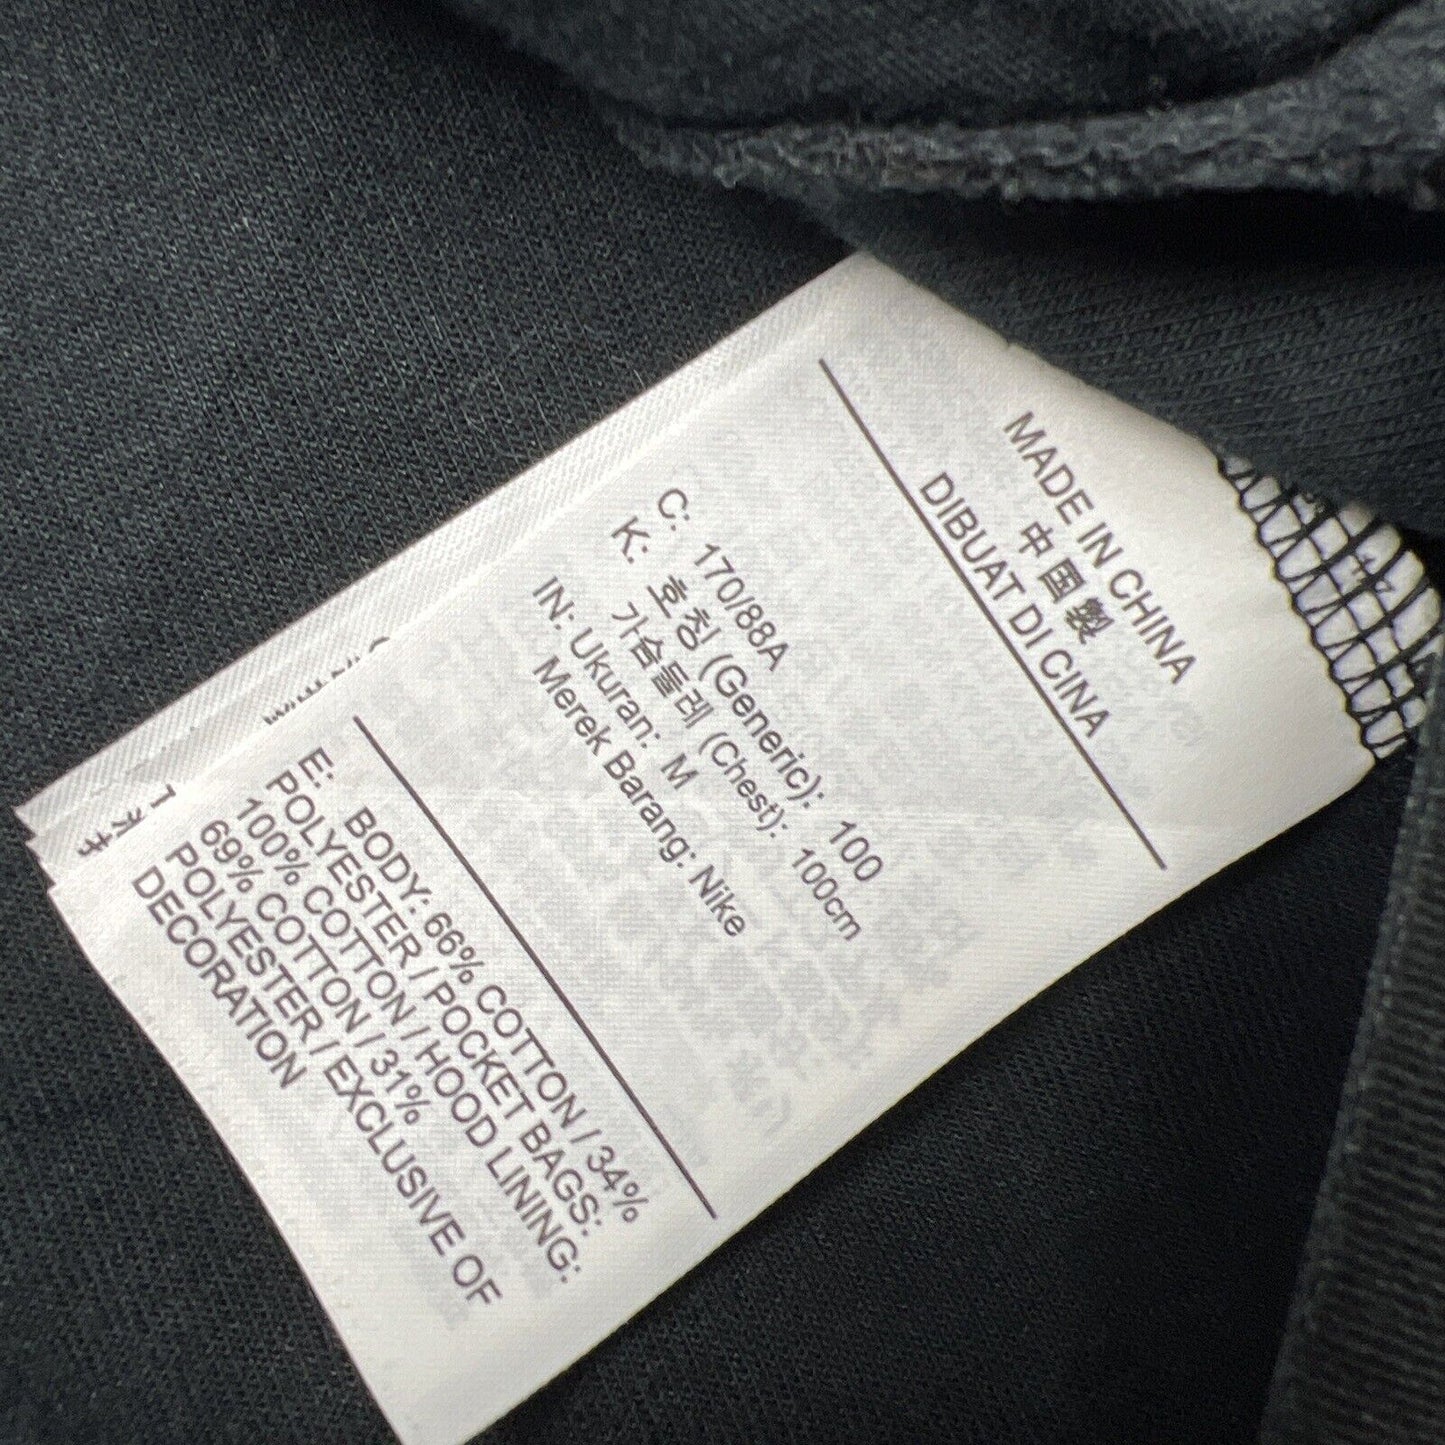 MADE IN CHINA
中国製
DIBUAT DI CINA
C: 170/88A
K: 호칭 (Generic): 100
가슴둘레 (Chest): 100cm
IN: Ukuran: M
Merek Barang: Nike
E: BODY: 66% COTTON / 34%
POLYESTER / POCKET BAGS:
100% COTTON / HOOD LINING:
69% COTTON / 31%
POLYESTER / EXCLUSIVE OF
DECORATION